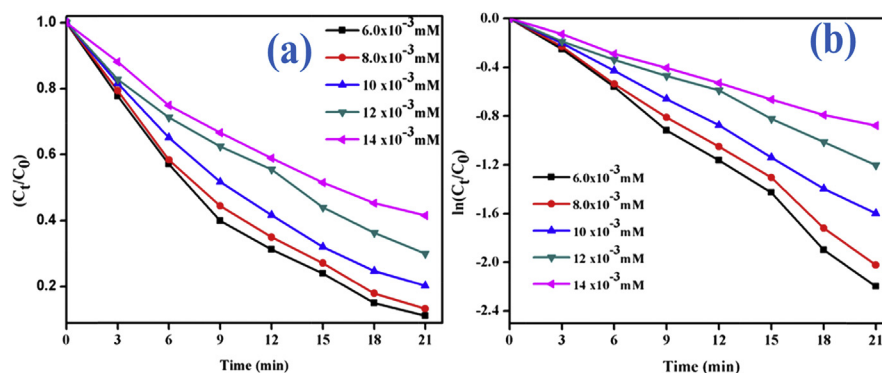 (a)
6.0x10⁻³mM
8.0x10⁻³mM
10 x10⁻³mM
12 x10⁻³mM
14 x10⁻³mM
1.0
0.8
0.6
0.4
0.2
(Cₜ/C₀)
0 3 6 9 12 15 18 21
Time (min)
(b)
0.0
-0.4
-0.8
-1.2
-1.6
-2.0
-2.4
ln(Cₜ/C₀)
6.0x10⁻³mM
8.0x10⁻³mM
10 x10⁻³mM
12 x10⁻³mM
14 x10⁻³mM
0 3 6 9 12 15 18 21
Time (min)